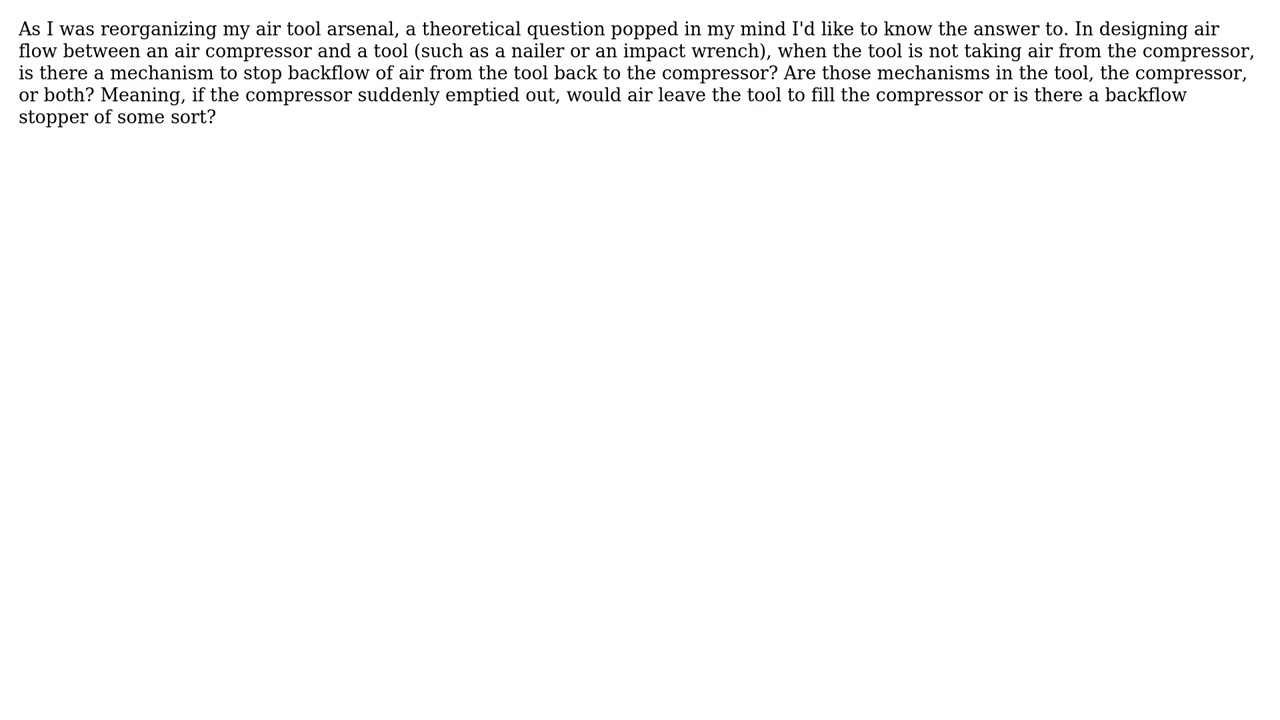 As I was reorganizing my air tool arsenal, a theoretical question popped in my mind I'd like to know the answer to. In designing air
flow between an air compressor and a tool (such as a nailer or an impact wrench), when the tool is not taking air from the compressor,
is there a mechanism to stop backflow of air from the tool back to the compressor? Are those mechanisms in the tool, the compressor,
or both? Meaning, if the compressor suddenly emptied out, would air leave the tool to fill the compressor or is there a backflow
stopper of some sort?